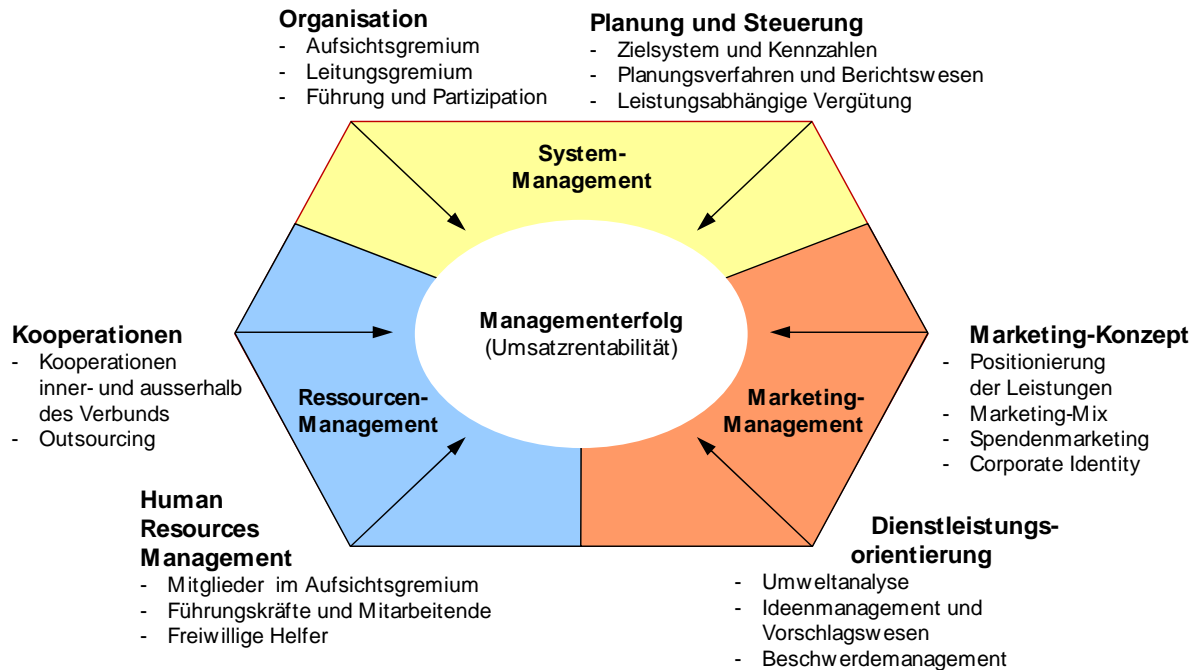 Organisation
- Aufsichtsgremium
- Leitungsgremium
- Führung und Partizipation
Planung und Steuerung
- Zielsystem und Kennzahlen
- Planungsverfahren und Berichtswesen
- Leistungsabhängige Vergütung
System-
Management
Managementerfolg
(Umsatzrentabilität)
Kooperationen
- Kooperationen
inner- und ausserhalb
des Verbunds
- Outsourcing
Ressourcen-
Management
Marketing-
Management
Marketing-Konzept
- Positionierung
der Leistungen
- Marketing-Mix
- Spendenmarketing
- Corporate Identity
Human
Resources
Management
- Mitglieder im Aufsichtsgremium
- Führungskräfte und Mitarbeitende
- Freiwillige Helfer
Dienstleistungs-
orientierung
- Umweltanalyse
- Ideenmanagement und
Vorschlagswesen
- Beschwerdemanagement